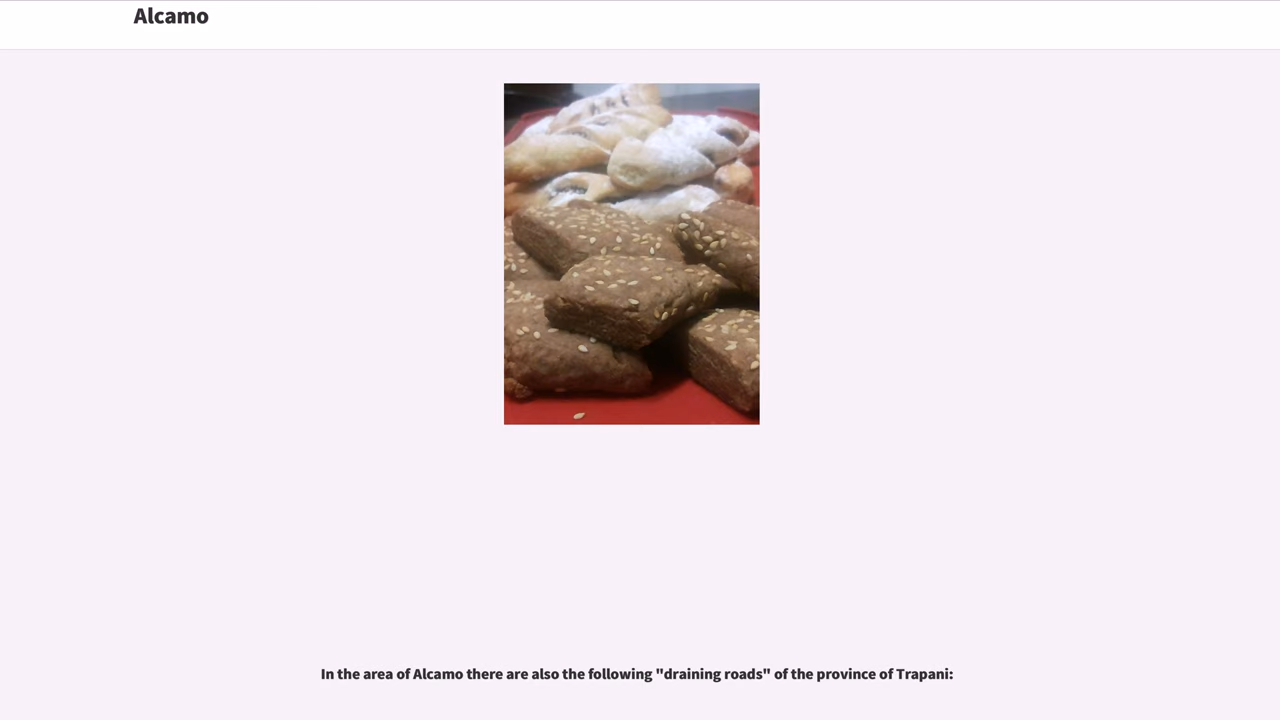 Alcamo
In the area of Alcamo there are also the following "draining roads" of the province of Trapani: